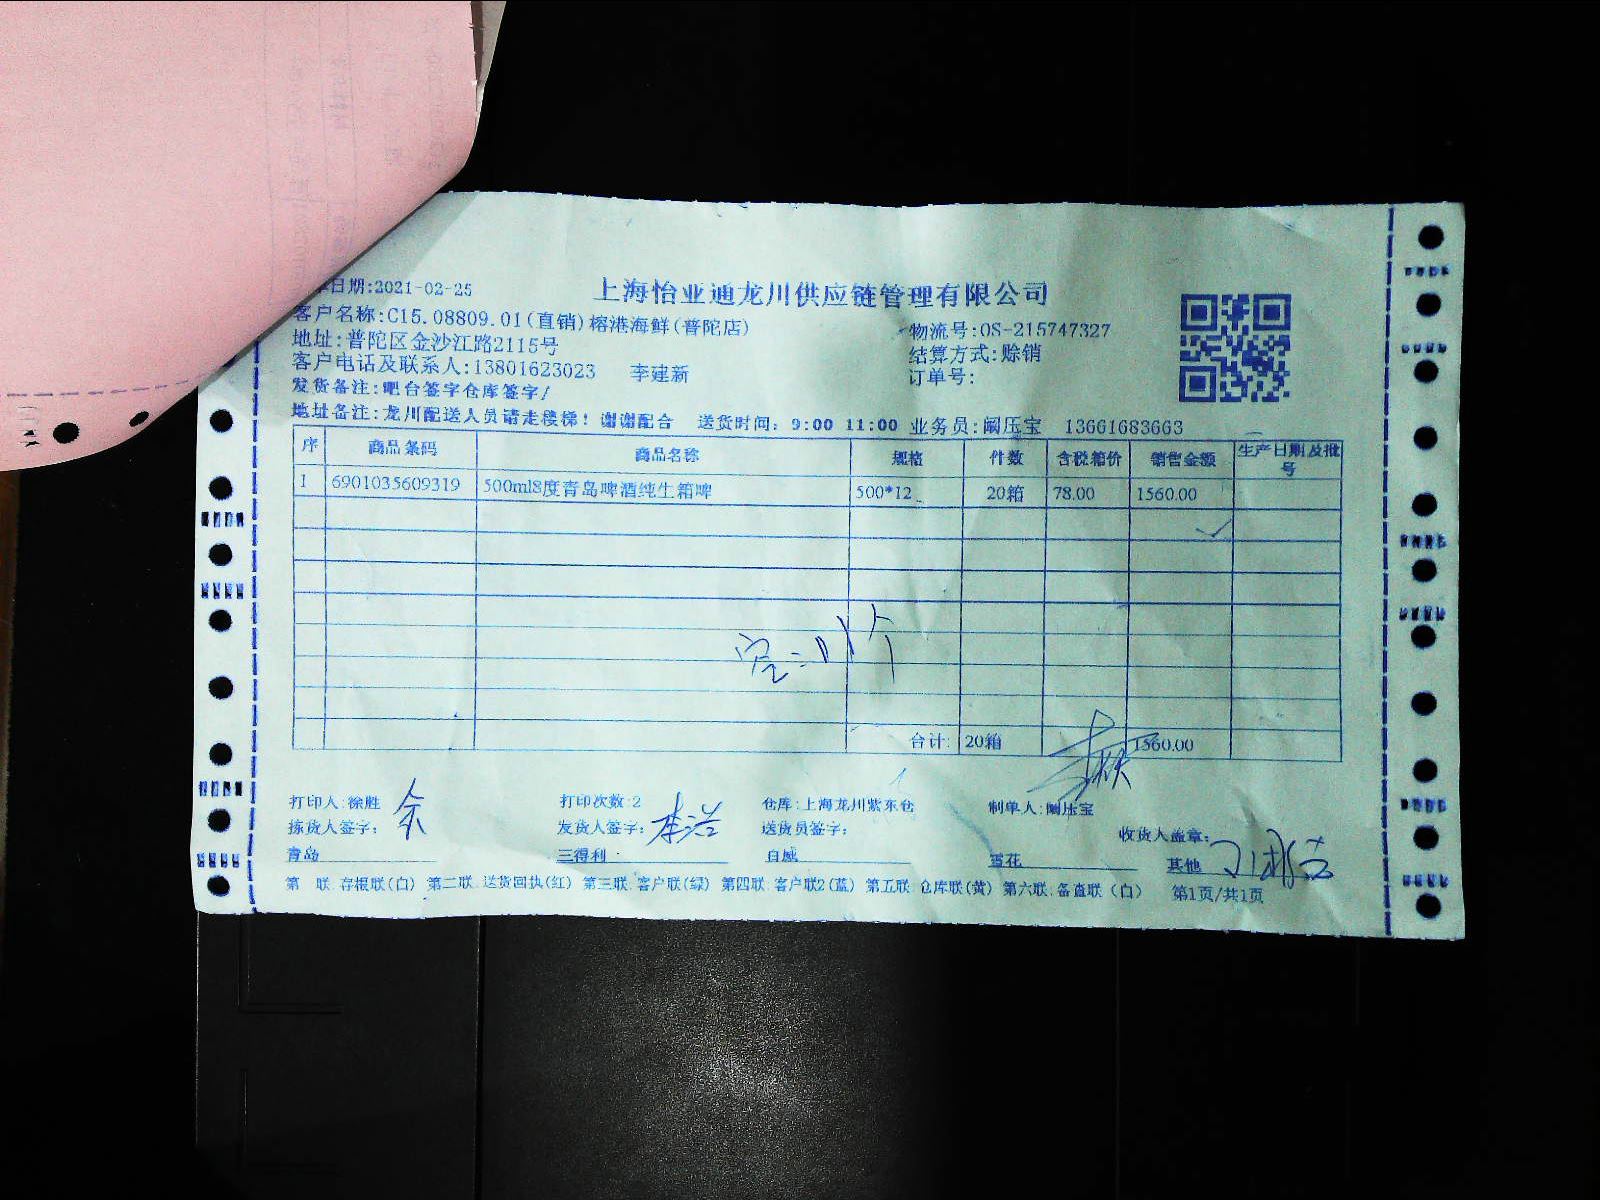 日期:2021-02-25
上海怡亚通龙川供应链管理有限公司
客户名称:C15.08809.01(直销)榕港海鲜(普陀店)
物流号:OS-215747327
地址:普陀区金沙江路2115号
结算方式:赊销
客户电话及联系人:13801623023 李建新
订单号:
发货备注:吧台签字仓库签字/
地址备注:龙川配送人员请走楼梯! 谢谢配合 送货时间: 9:00 11:00 业务员:阚压宝 13661683663
序 商品条码 商品名称 规格 件数 含税箱价 销售金额 生产日期及批号
1 6901035609319 500ml8度青岛啤酒纯生箱啤 500*12 20箱 78.00 1560.00
合计: 20箱 1560.00
打印人:徐胜 打印次数:2 仓库:上海龙川紫东仓 制单人:阚压宝
拣货人签字: 发货人签字: 送货员签字: 收货人盖章:
青岛 三得利 百威 雪花 其他
第 联:存根联(白) 第二联:送货回执(红) 第三联:客户联(绿) 第四联:客户联2(蓝) 第五联:仓库联(黄) 第六联:备查联(白) 第1页/共1页